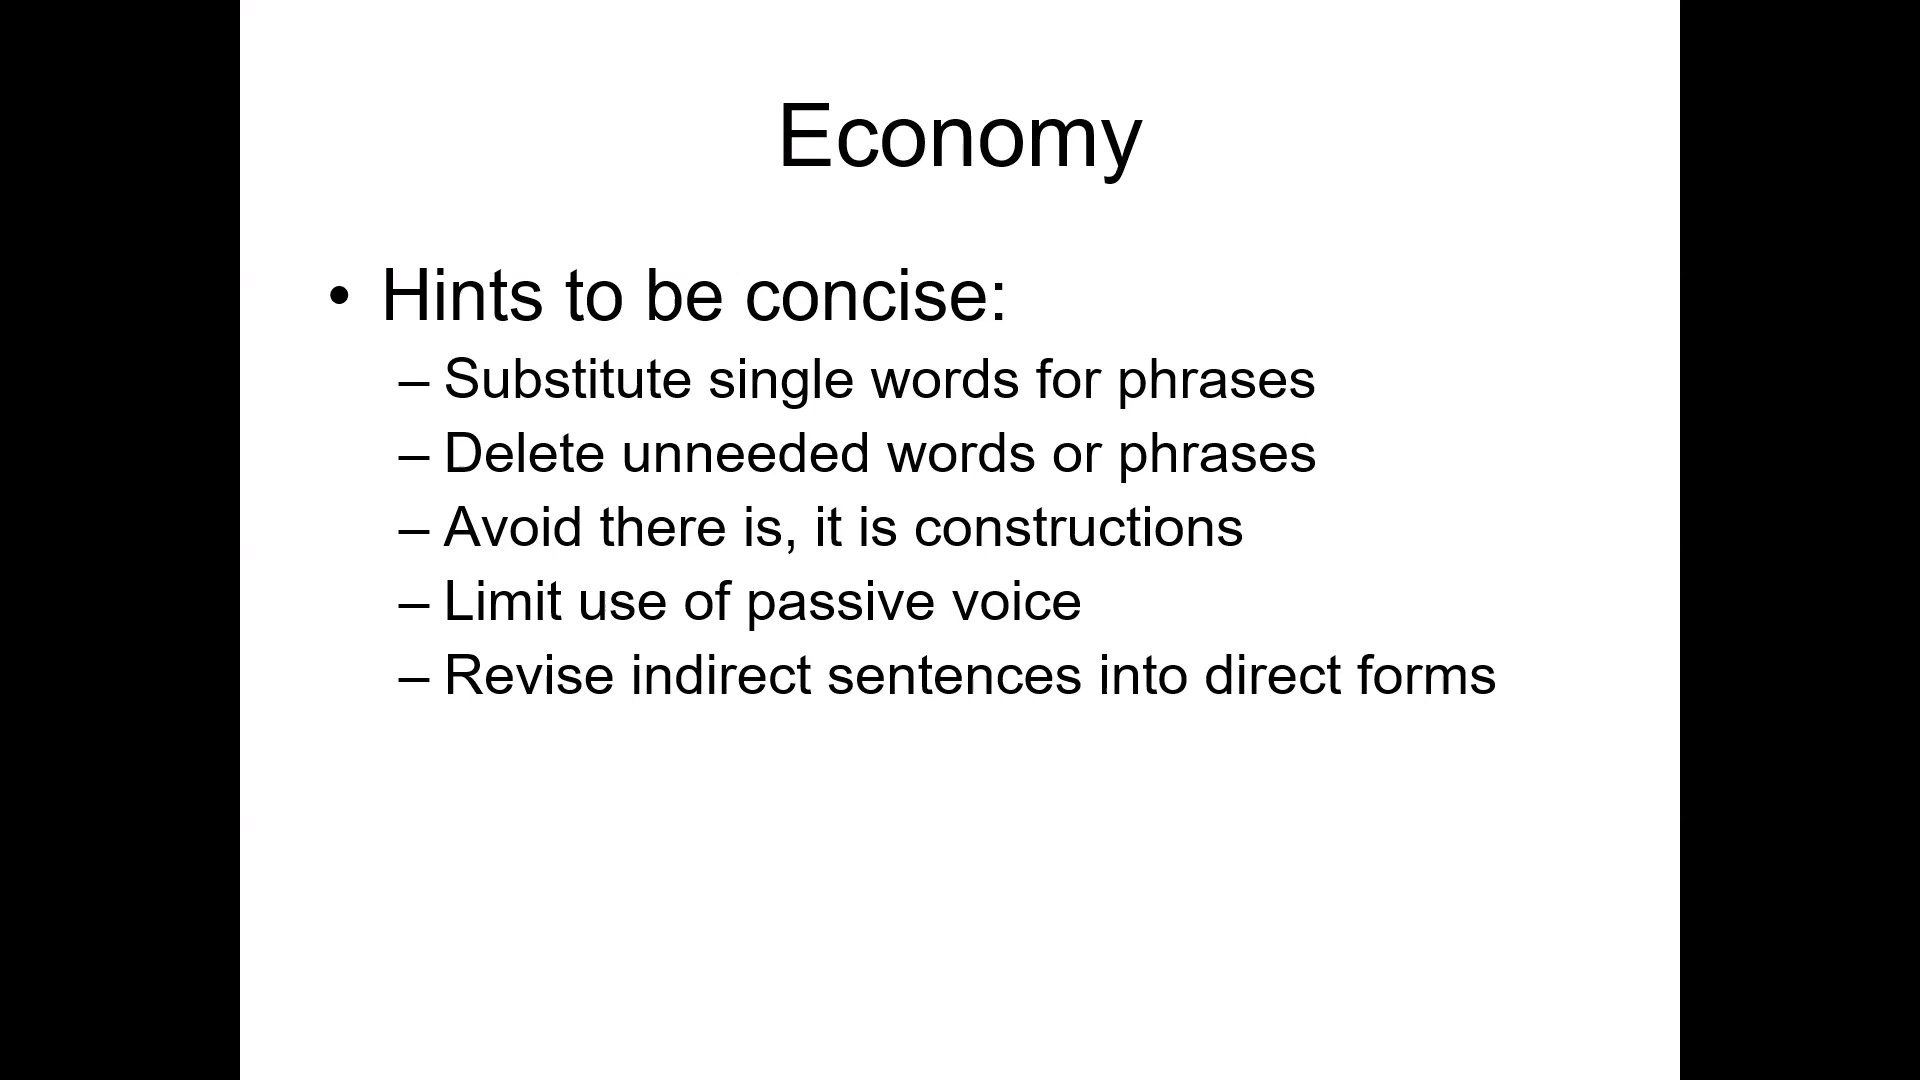 Economy
• Hints to be concise:
– Substitute single words for phrases
– Delete unneeded words or phrases
– Avoid there is, it is constructions
– Limit use of passive voice
– Revise indirect sentences into direct forms